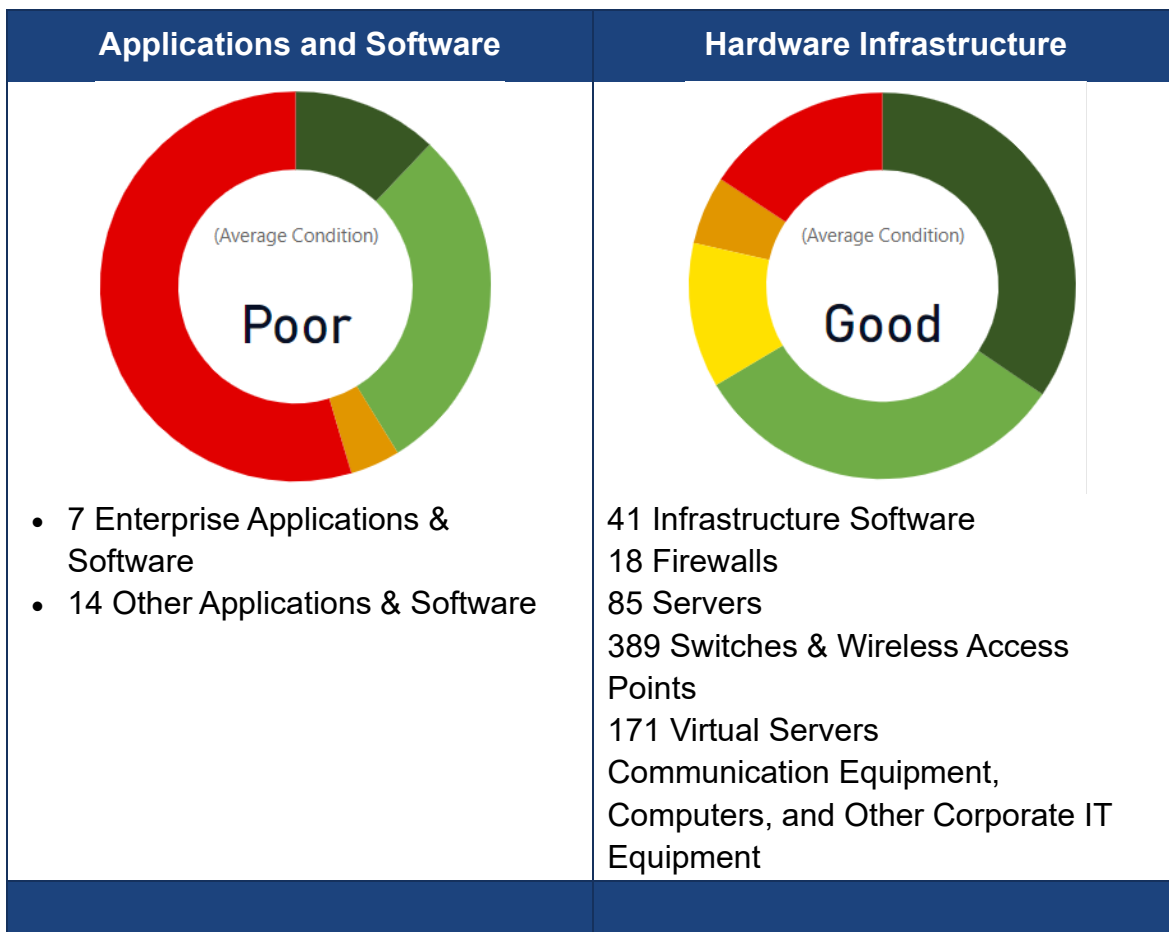 Applications and Software
Hardware Infrastructure
(Average Condition)
Poor
(Average Condition)
Good
• 7 Enterprise Applications &
Software
• 14 Other Applications & Software
41 Infrastructure Software
18 Firewalls
85 Servers
389 Switches & Wireless Access
Points
171 Virtual Servers
Communication Equipment,
Computers, and Other Corporate IT
Equipment